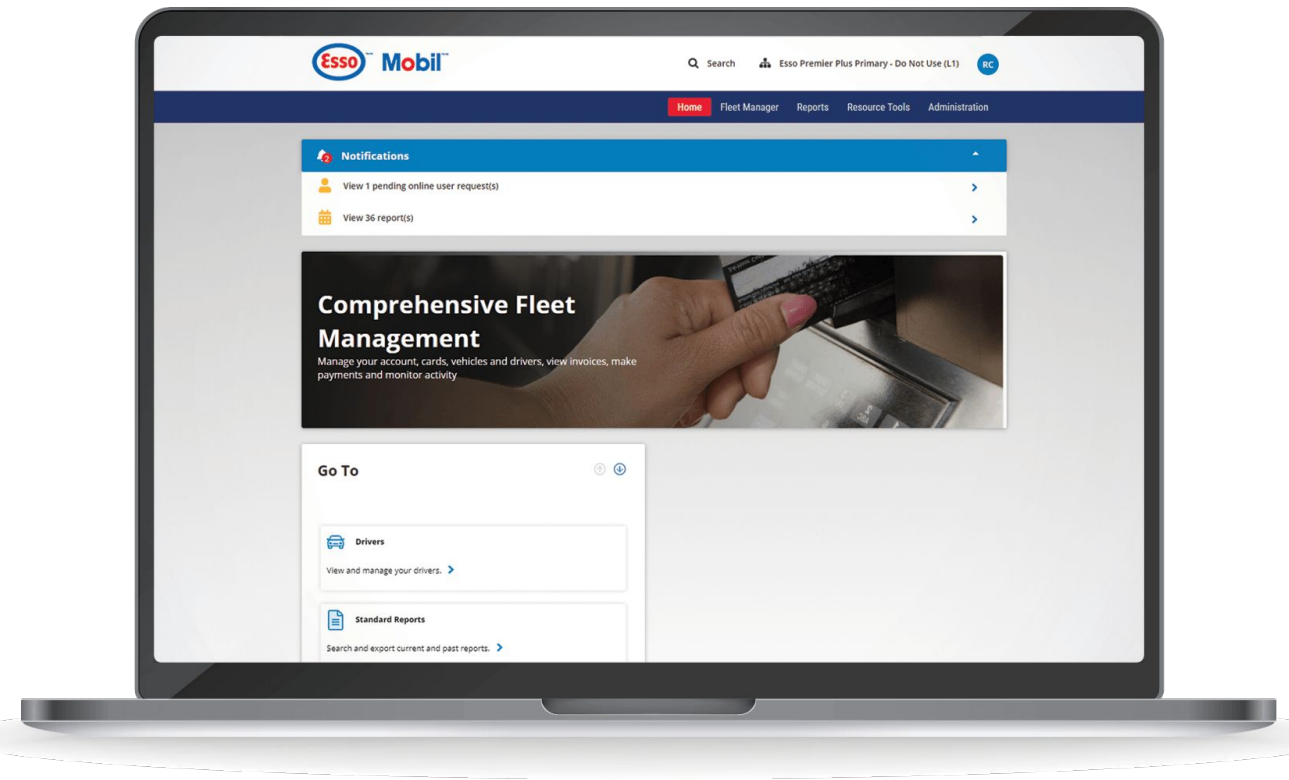 Esso™ Mobil™
Search Esso Premier Plus Primary - Do Not Use (L1) RC
Home Fleet Manager Reports Resource Tools Administration
2 Notifications
View 1 pending online user request(s)
View 36 report(s)
Comprehensive Fleet
Management
Manage your account, cards, vehicles and drivers, view invoices, make
payments and monitor activity
Go To
Drivers
View and manage your drivers.
Standard Reports
Search and export current and past reports.